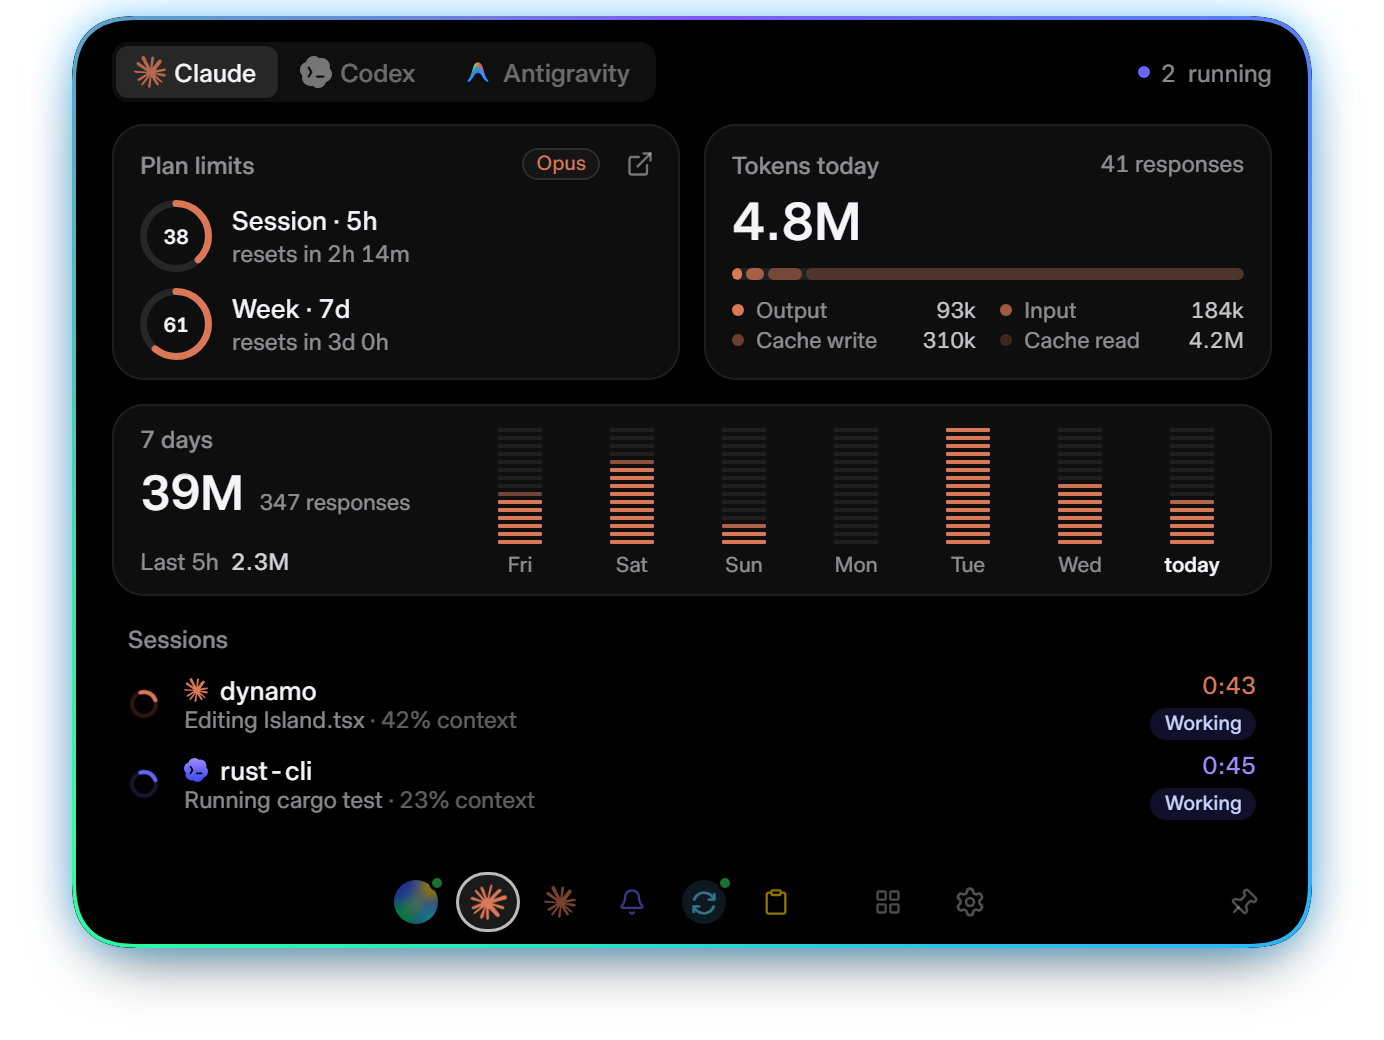 Claude Codex Antigravity 2 running
Plan limits Opus
38 Session · 5h
resets in 2h 14m
61 Week · 7d
resets in 3d 0h
Tokens today 41 responses
4.8M
Output 93k Input 184k
Cache write 310k Cache read 4.2M
7 days
39M 347 responses
Last 5h 2.3M
Fri Sat Sun Mon Tue Wed today
Sessions
dynamo 0:43
Editing Island.tsx · 42% context Working
rust-cli 0:45
Running cargo test · 23% context Working